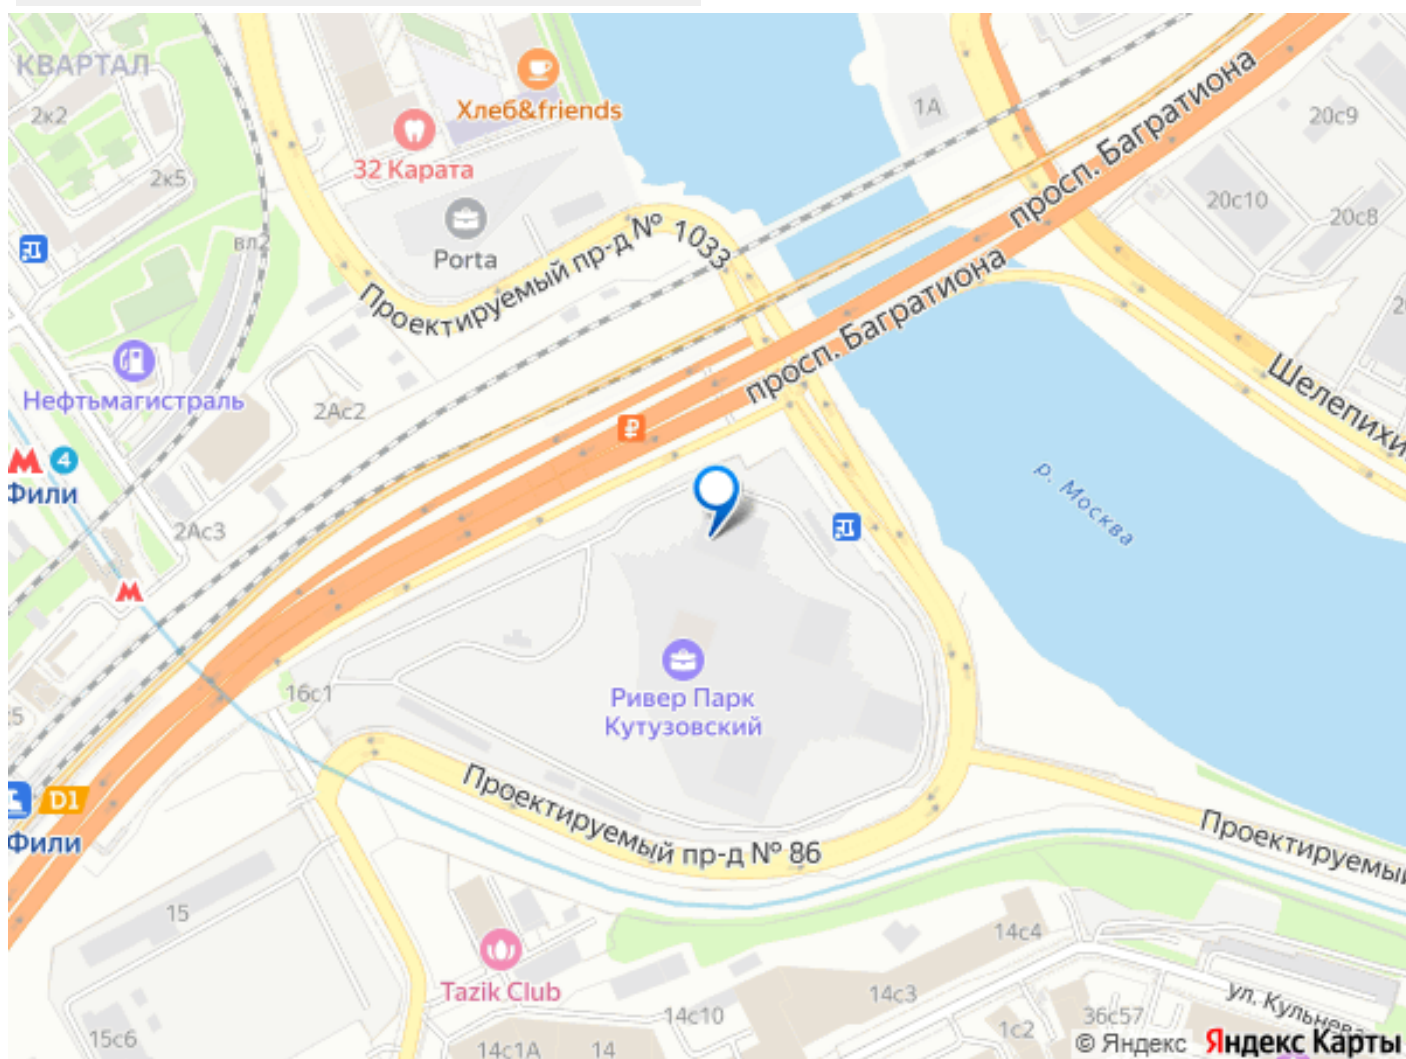 КВАРТАЛ
2к2
2к5
вл2
Хлеб&friends
32 Карата
Porta
1А
20с9
20с10
20с8
просп. Багратиона
просп. Багратиона
Проектируемый пр-д № 1033
Нефтьмагистраль
2Ас2
4
Фили
2Ас3
р. Москва
16с1
Ривер Парк
Кутузовский
D1
Фили
Проектируемый пр-д № 86
15
Tazik Club
14с4
14с3
14с10
14с1А
14
15с6
36с57
1с2
ул. Кульнева
© Яндекс Яндекс Карты